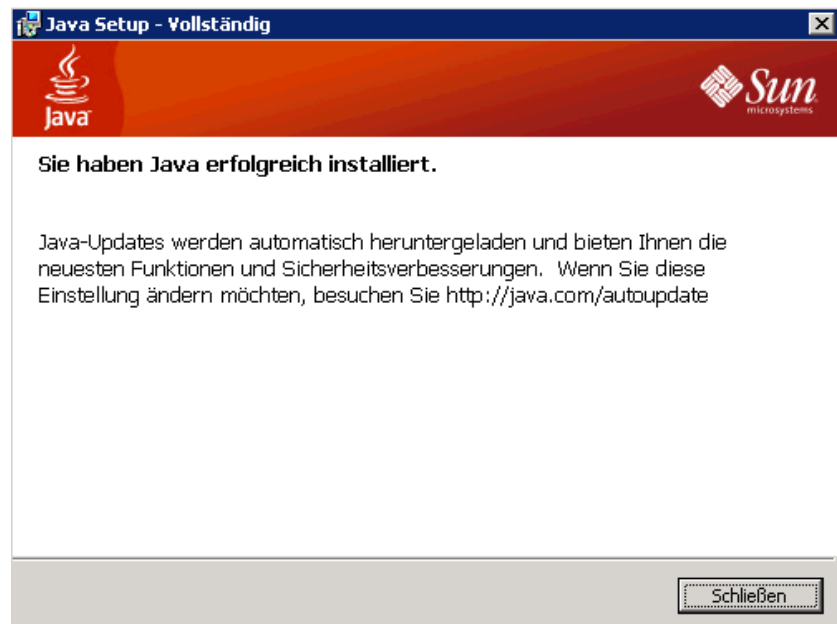 Java Setup - Vollständig
Java
Sun
microsystems
Sie haben Java erfolgreich installiert.
Java-Updates werden automatisch heruntergeladen und bieten Ihnen die
neuesten Funktionen und Sicherheitsverbesserungen.  Wenn Sie diese
Einstellung ändern möchten, besuchen Sie http://java.com/autoupdate
Schließen